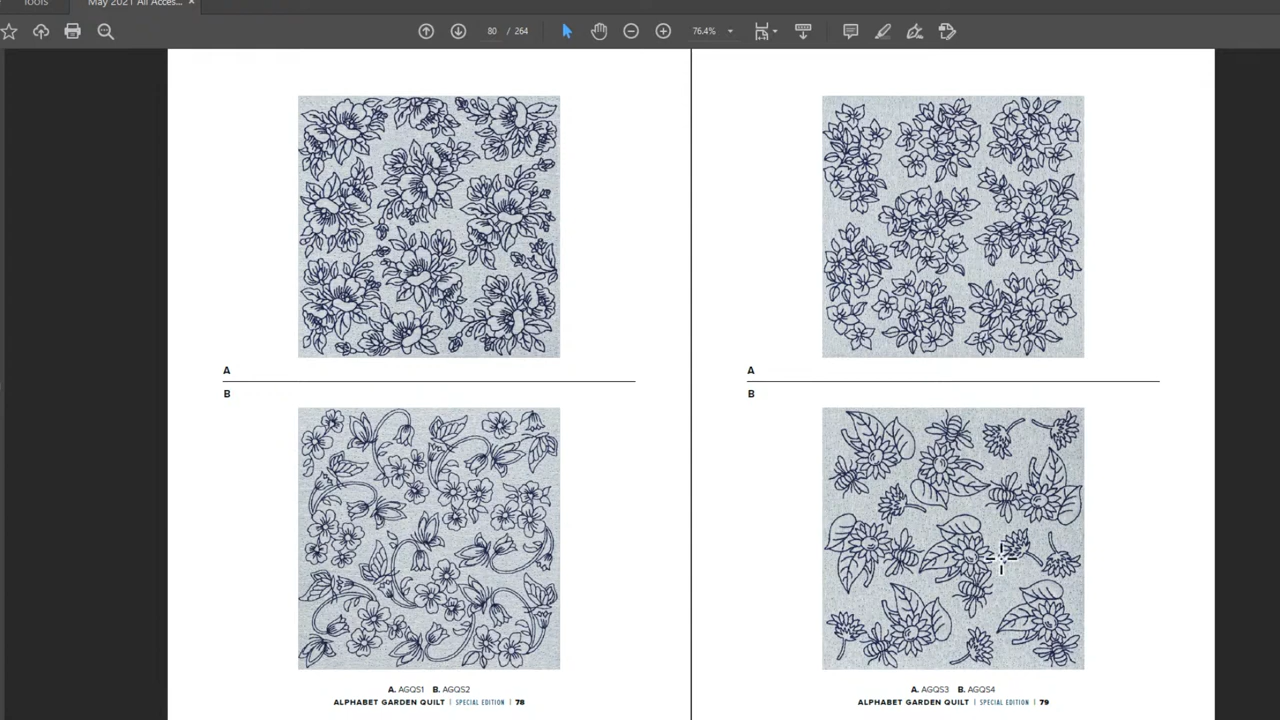 Tools
May 2021 All Acces... ×
80 / 264
76.4%
A
B
A. AGQS1 B. AGQS2
ALPHABET GARDEN QUILT | SPECIAL EDITION | 78
A
B
A. AGQS3 B. AGQS4
ALPHABET GARDEN QUILT | SPECIAL EDITION | 79